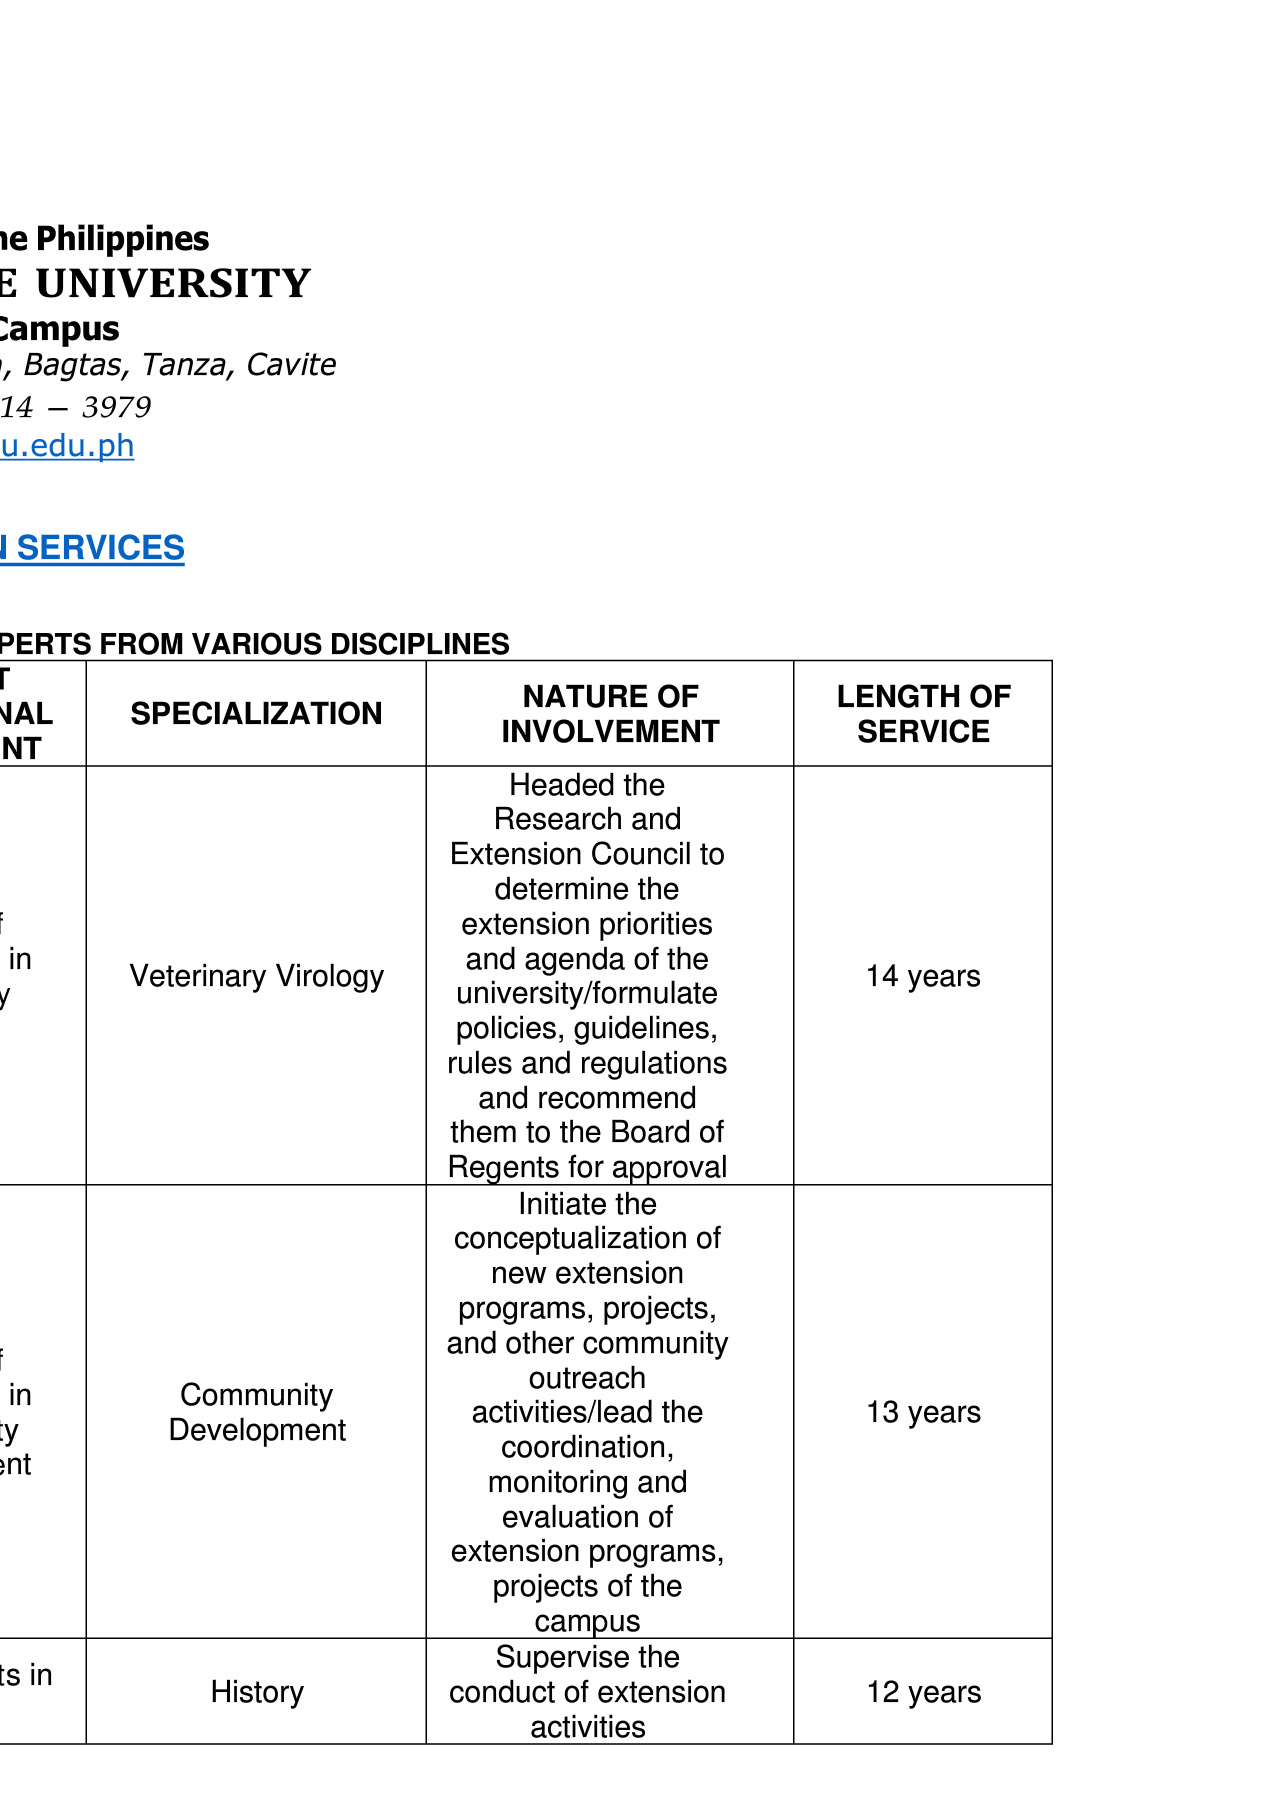 ne Philippines
E UNIVERSITY
Campus
, Bagtas, Tanza, Cavite
14 – 3979
u.edu.ph
N SERVICES
PERTS FROM VARIOUS DISCIPLINES
T
NAL
NT
SPECIALIZATION
NATURE OF
INVOLVEMENT
LENGTH OF
SERVICE
f
in
y
Veterinary Virology
Headed the
Research and
Extension Council to
determine the
extension priorities
and agenda of the
university/formulate
policies, guidelines,
rules and regulations
and recommend
them to the Board of
Regents for approval
14 years
f
in
ty
ent
Community
Development
Initiate the
conceptualization of
new extension
programs, projects,
and other community
outreach
activities/lead the
coordination,
monitoring and
evaluation of
extension programs,
projects of the
campus
13 years
ts in
History
Supervise the
conduct of extension
activities
12 years